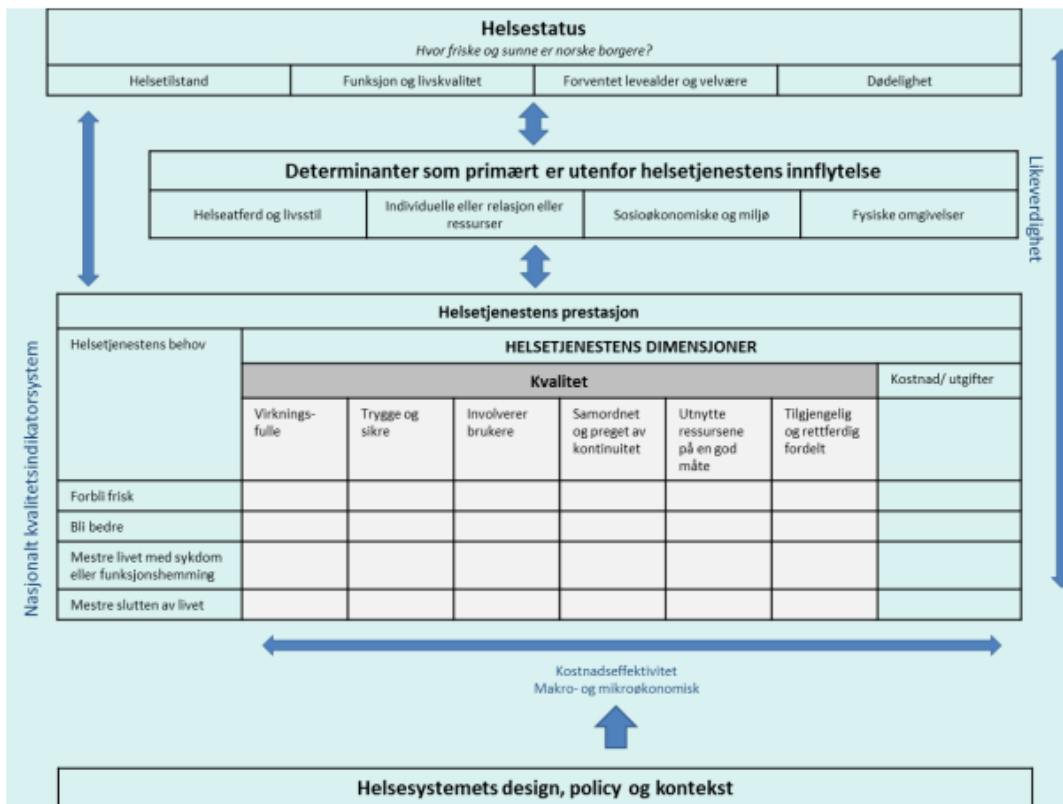 Helsestatus
Hvor friske og sunne er norske borgere?
Helsetilstand
Funksjon og livskvalitet
Forventet levealder og velvære
Dødelighet
Determinanter som primært er utenfor helsetjenestens innflytelse
Helseatferd og livsstil
Individuelle eller relasjon eller
ressurser
Sosioøkonomiske og miljø
Fysiske omgivelser
Likeverdighet
Nasjonalt kvalitetsindikatorsystem
Helsetjenestens prestasjon
Helsetjenestens behov
HELSETJENESTENS DIMENSJONER
Kvalitet
Kostnad/ utgifter
Virknings-
fulle
Trygge og
sikre
Involverer
brukere
Samordnet
og preget av
kontinuitet
Utnytte
ressursene
på en god
måte
Tilgjengelig
og rettferdig
fordelt
Forbli frisk
Bli bedre
Mestre livet med sykdom
eller funksjonshemming
Mestre slutten av livet
Kostnadseffektivitet
Makro- og mikroøkonomisk
Helsesystemets design, policy og kontekst